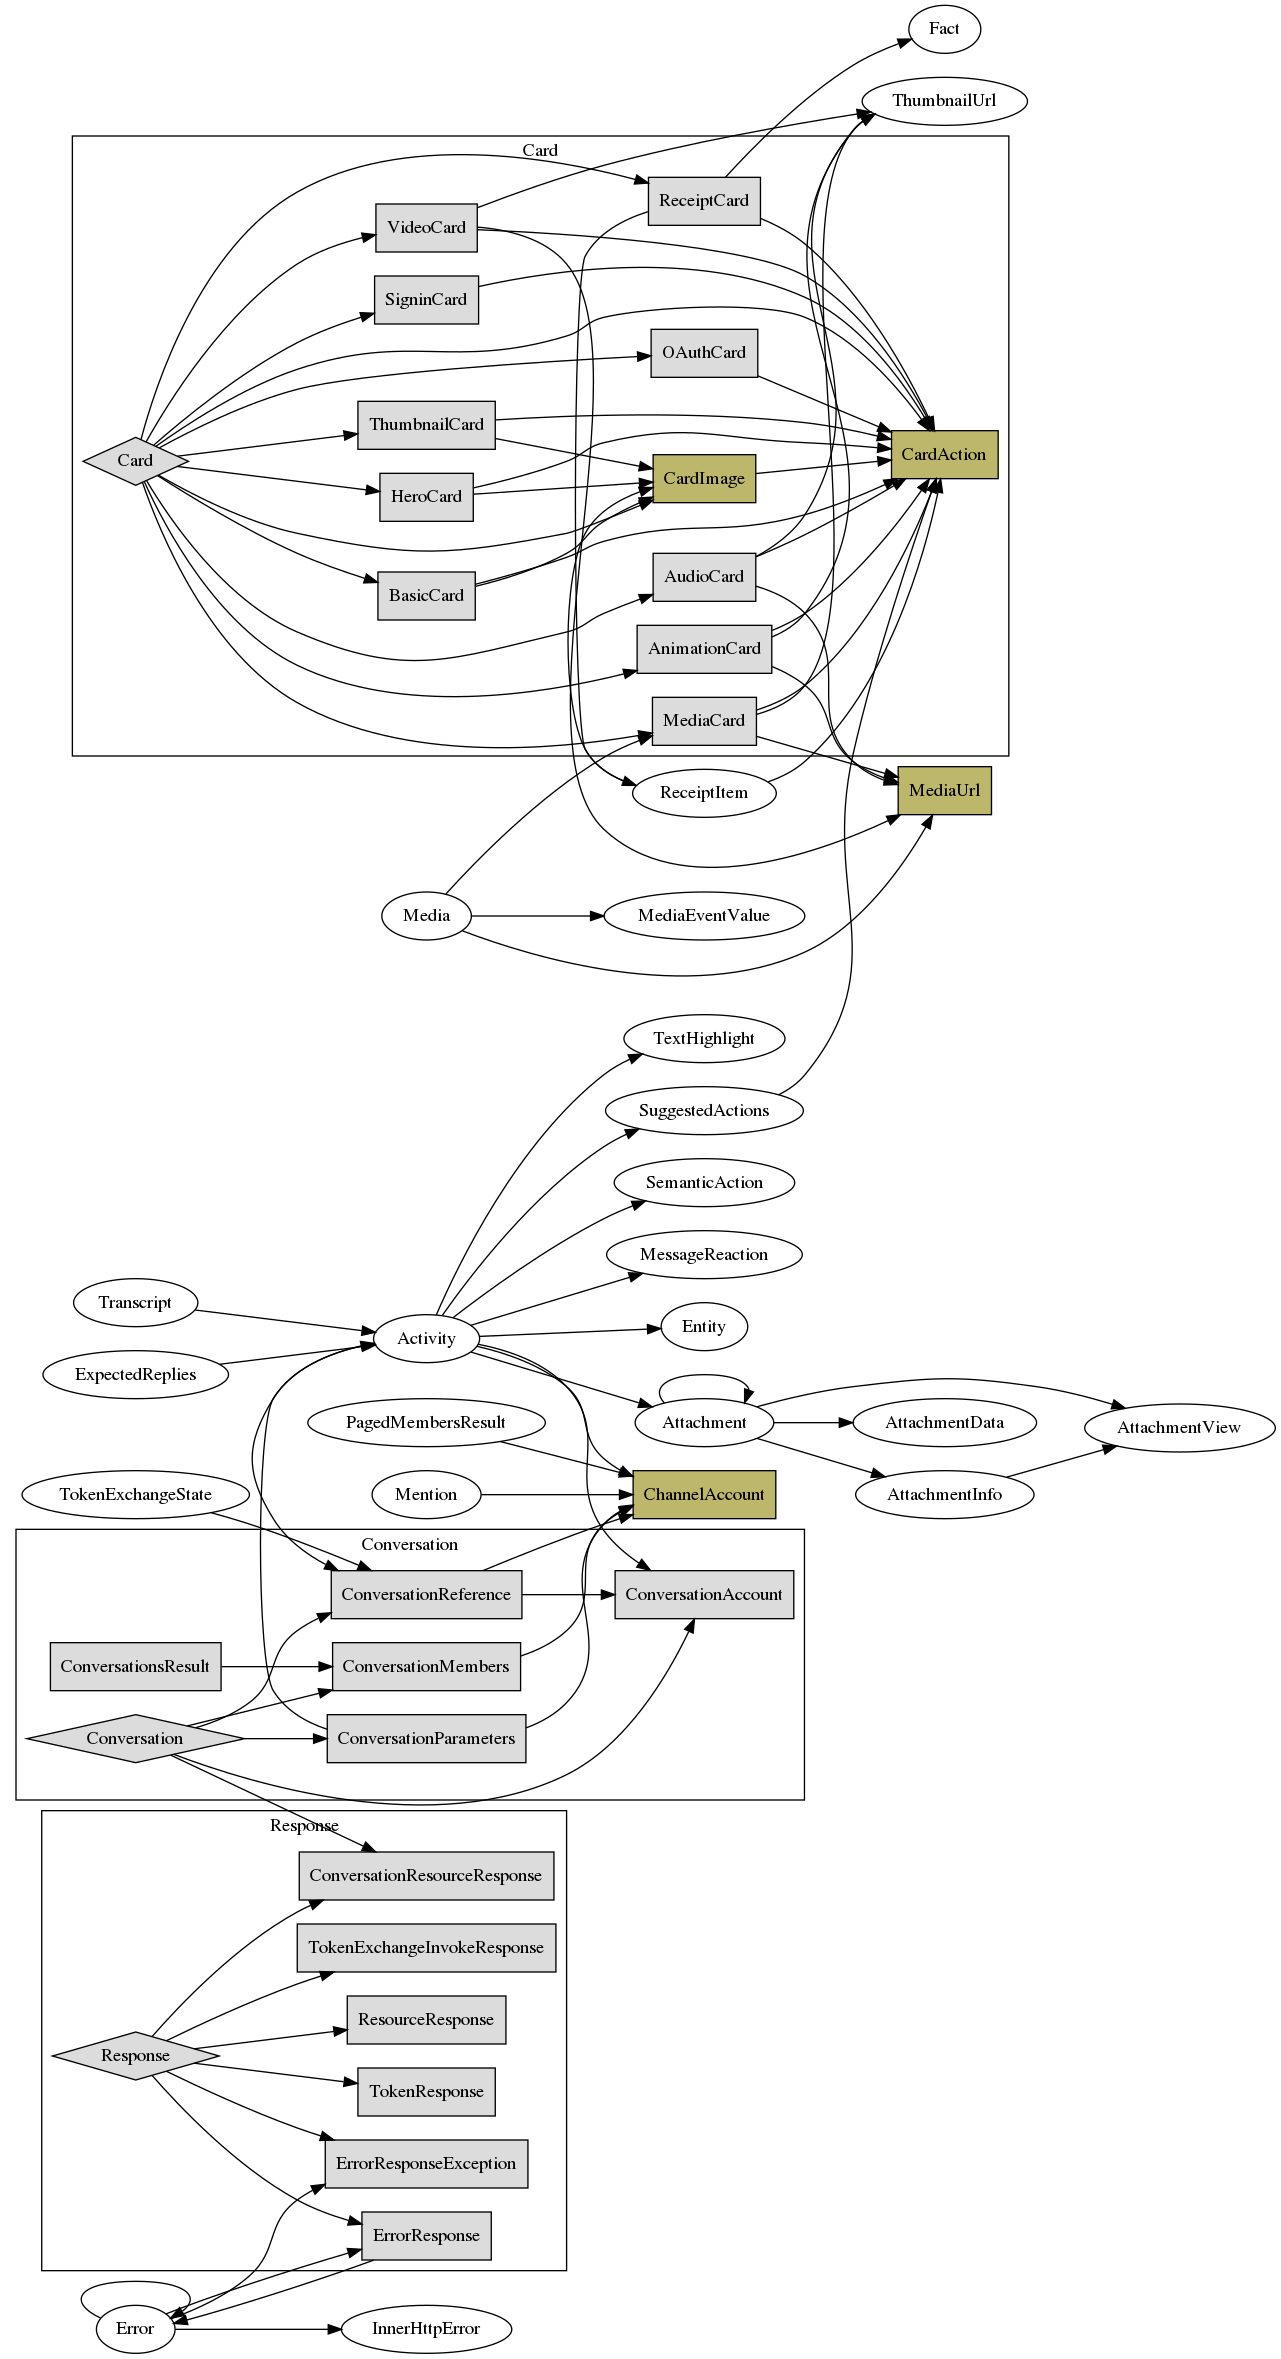 Fact
ThumbnailUrl
Card
ReceiptCard
VideoCard
SigninCard
OAuthCard
ThumbnailCard
CardAction
Card
CardImage
HeroCard
AudioCard
BasicCard
AnimationCard
MediaCard
MediaUrl
ReceiptItem
Media
MediaEventValue
TextHighlight
SuggestedActions
SemanticAction
MessageReaction
Transcript
Entity
Activity
ExpectedReplies
PagedMembersResult
Attachment
AttachmentData
AttachmentView
TokenExchangeState
Mention
ChannelAccount
AttachmentInfo
Conversation
ConversationReference
ConversationAccount
ConversationsResult
ConversationMembers
Conversation
ConversationParameters
Response
ConversationResourceResponse
TokenExchangeInvokeResponse
ResourceResponse
Response
TokenResponse
ErrorResponseException
ErrorResponse
Error
InnerHttpError